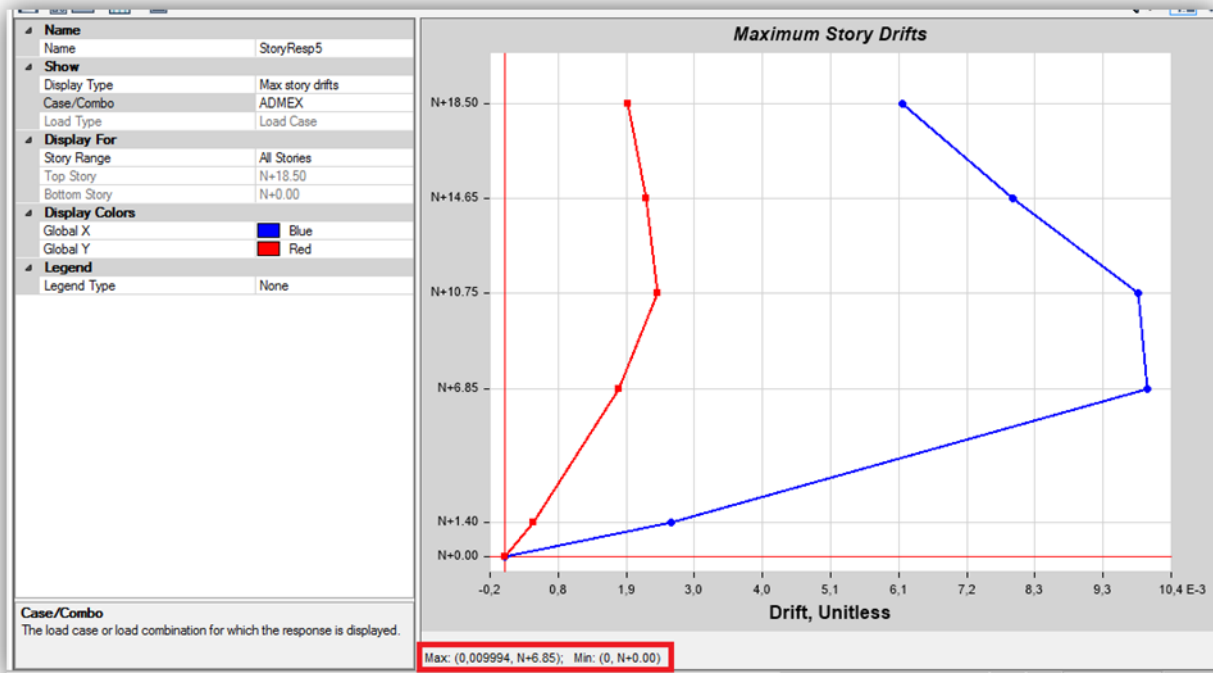 Name
Name StoryResp5
Show
Display Type Max story drifts
Case/Combo ADMEX
Load Type Load Case
Display For
Story Range All Stories
Top Story N+18.50
Bottom Story N+0.00
Display Colors
Global X Blue
Global Y Red
Legend
Legend Type None
Case/Combo
The load case or load combination for which the response is displayed.
Maximum Story Drifts
N+18.50
N+14.65
N+10.75
N+6.85
N+1.40
N+0.00
-0,2 0,8 1,9 3,0 4,0 5,1 6,1 7,2 8,3 9,3 10,4 E-3
Drift, Unitless
Max: (0,009994, N+6.85); Min: (0, N+0.00)